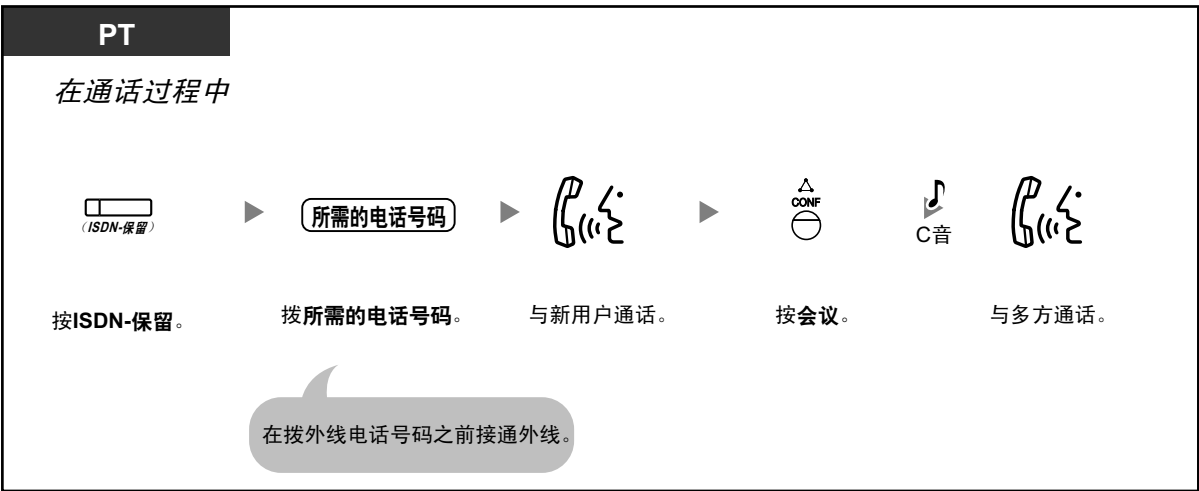 PT
在通话过程中
（ISDN-保留）
所需的电话号码
CONF
C音
按ISDN-保留。
拨所需的电话号码。
与新用户通话。
按会议。
与多方通话。
在拨外线电话号码之前接通外线。